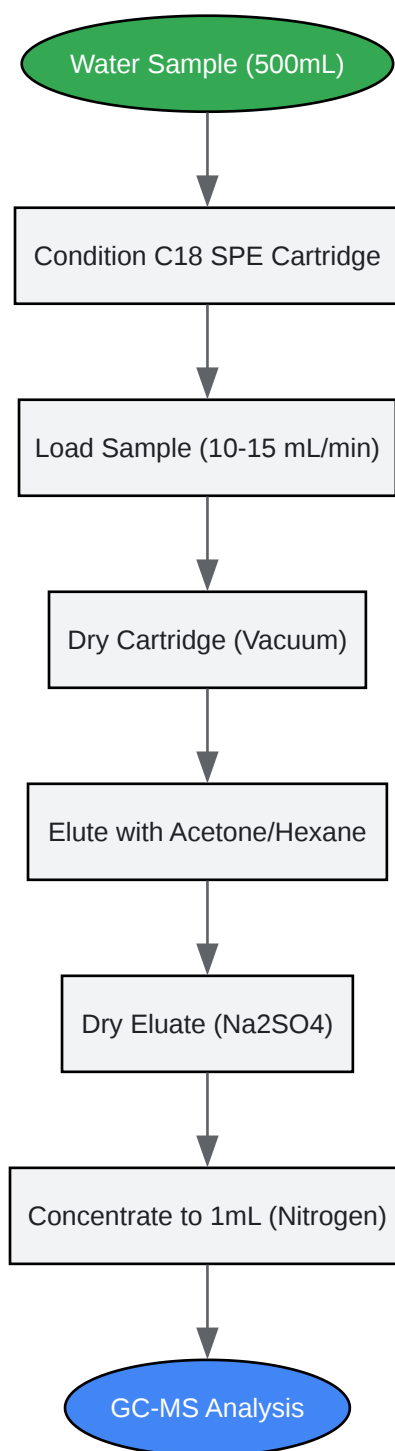 Water Sample (500mL)
Condition C18 SPE Cartridge
Load Sample (10-15 mL/min)
Dry Cartridge (Vacuum)
Elute with Acetone/Hexane
Dry Eluate (Na2SO4)
Concentrate to 1mL (Nitrogen)
GC-MS Analysis